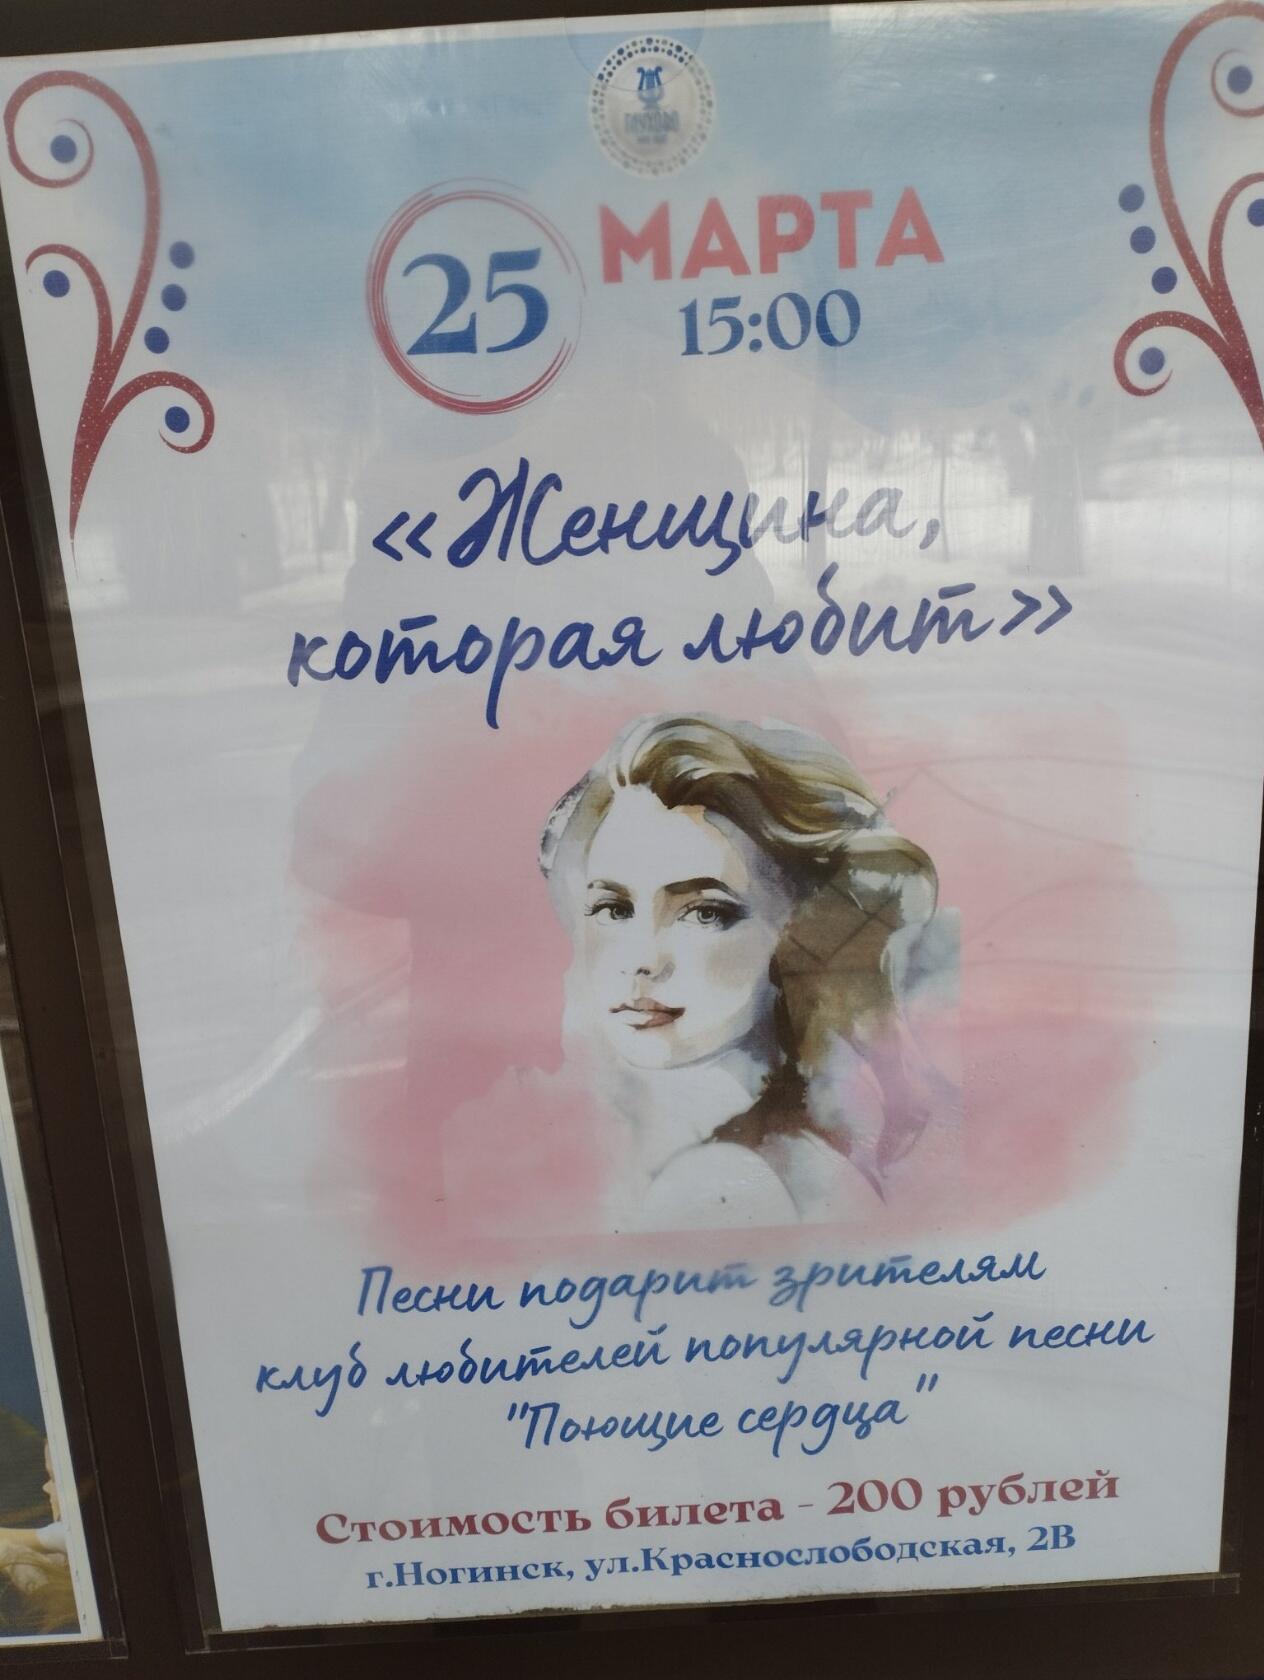 25 МАРТА
15:00
«Женщина,
которая любит»
Песни подарит зрителям
клуб любителей популярной песни
"Поющие сердца"
Стоимость билета - 200 рублей
г.Ногинск, ул.Краснослободская, 2В